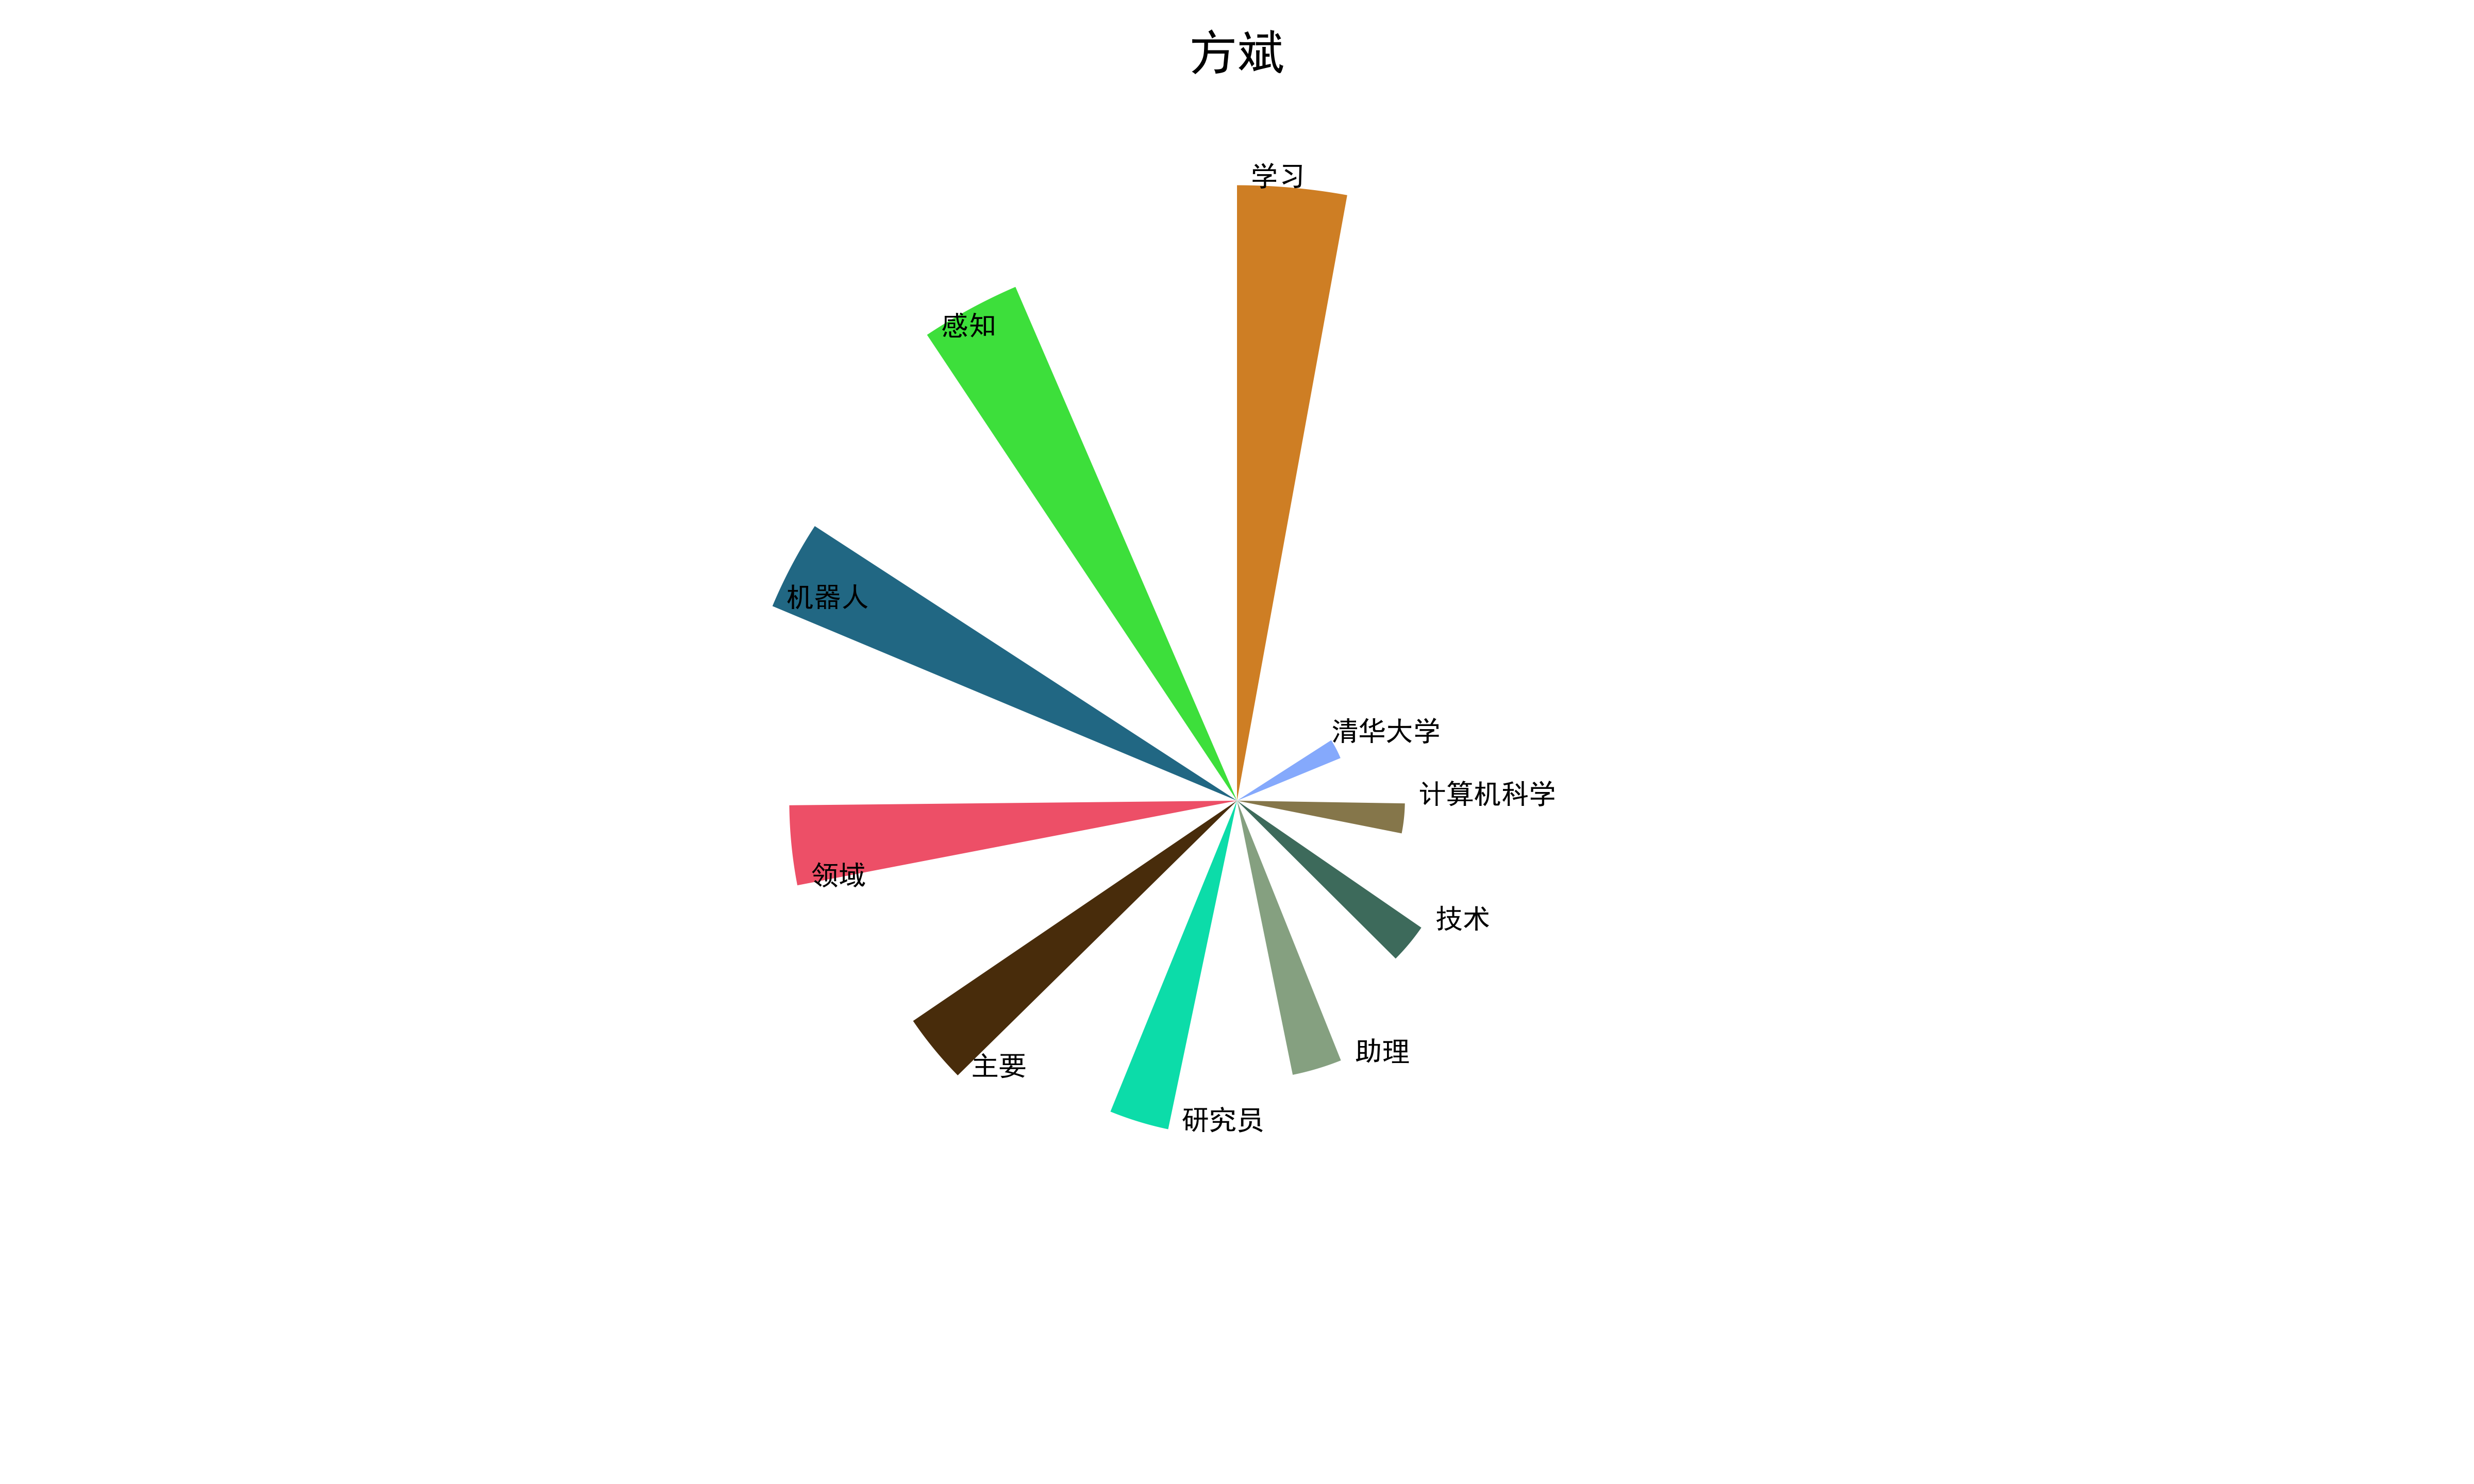 方斌
学习
感知
机器人
清华大学
计算机科学
领域
技术
助理
主要
研究员